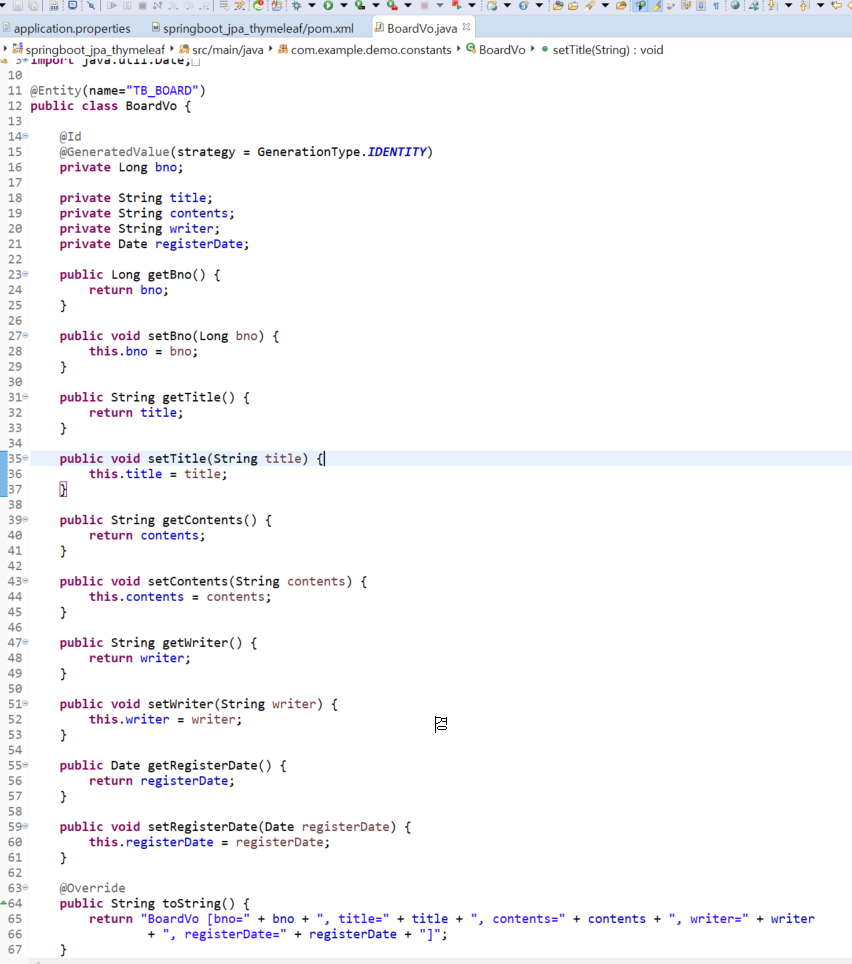 application.properties springboot_jpa_thymeleaf/pom.xml BoardVo.java
springboot_jpa_thymeleaf src/main/java com.example.demo.constants BoardVo setTitle(String) : void
3 import java.util.Date;
10
11 @Entity(name="TB_BOARD")
12 public class BoardVo {
13
14 @Id
15 @GeneratedValue(strategy = GenerationType.IDENTITY)
16 private Long bno;
17
18 private String title;
19 private String contents;
20 private String writer;
21 private Date registerDate;
22
23 public Long getBno() {
24 return bno;
25 }
26
27 public void setBno(Long bno) {
28 this.bno = bno;
29 }
30
31 public String getTitle() {
32 return title;
33 }
34
35 public void setTitle(String title) {
36 this.title = title;
37 }
38
39 public String getContents() {
40 return contents;
41 }
42
43 public void setContents(String contents) {
44 this.contents = contents;
45 }
46
47 public String getWriter() {
48 return writer;
49 }
50
51 public void setWriter(String writer) {
52 this.writer = writer;
53 }
54
55 public Date getRegisterDate() {
56 return registerDate;
57 }
58
59 public void setRegisterDate(Date registerDate) {
60 this.registerDate = registerDate;
61 }
62
63 @Override
64 public String toString() {
65 return "BoardVo [bno=" + bno + ", title=" + title + ", contents=" + contents + ", writer=" + writer
66 + ", registerDate=" + registerDate + "]";
67 }